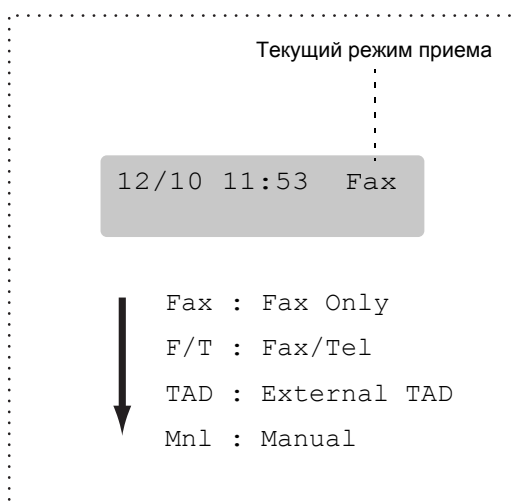 Текущий режим приема
12/10 11:53 Fax
Fax : Fax Only
F/T : Fax/Tel
TAD : External TAD
Mnl : Manual